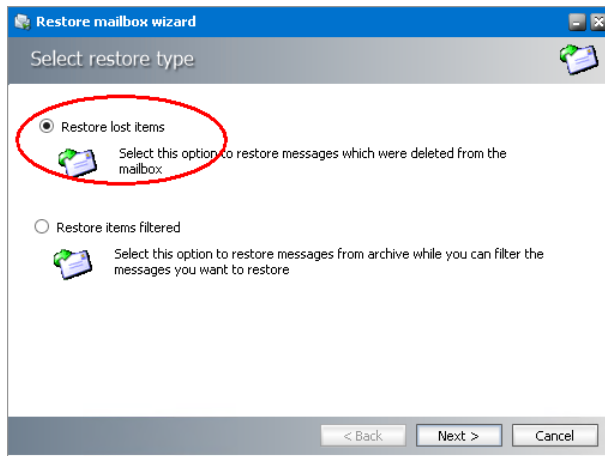 Restore mailbox wizard
Select restore type
Restore lost items
Select this option to restore messages which were deleted from the
mailbox
Restore items filtered
Select this option to restore messages from archive while you can filter the
messages you want to restore
< Back Next > Cancel